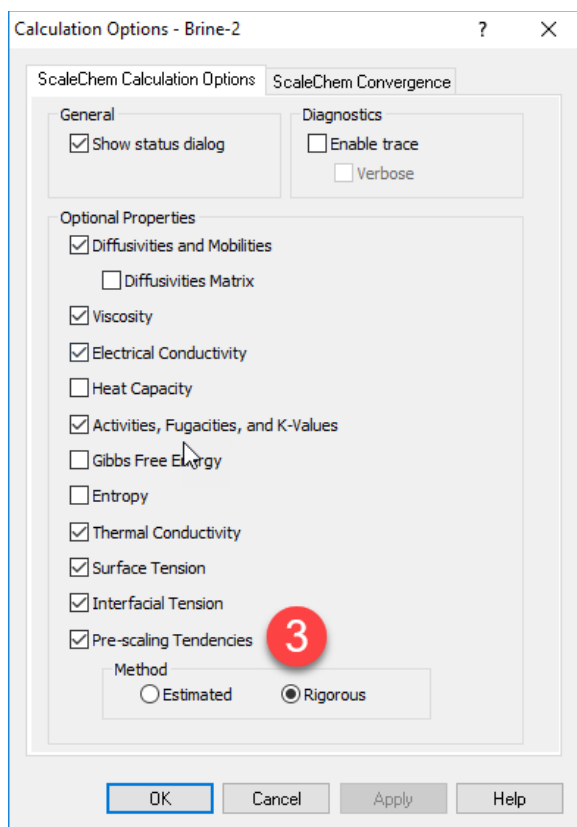 Calculation Options - Brine-2
ScaleChem Calculation Options
ScaleChem Convergence
General
Show status dialog
Diagnostics
Enable trace
Verbose
Optional Properties
Diffusivities and Mobilities
Diffusivities Matrix
Viscosity
Electrical Conductivity
Heat Capacity
Activities, Fugacities, and K-Values
Gibbs Free Energy
Entropy
Thermal Conductivity
Surface Tension
Interfacial Tension
Pre-scaling Tendencies
3
Method
Estimated
Rigorous
OK
Cancel
Apply
Help